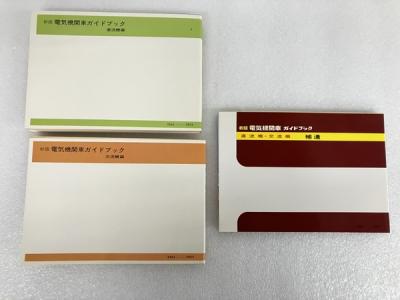 新版 電気機関車ガイドブック
直流機編
新版 電気機関車ガイドブック
交流機編
新版 電気機関車 ガイドブック
直流機・交流機 補遺